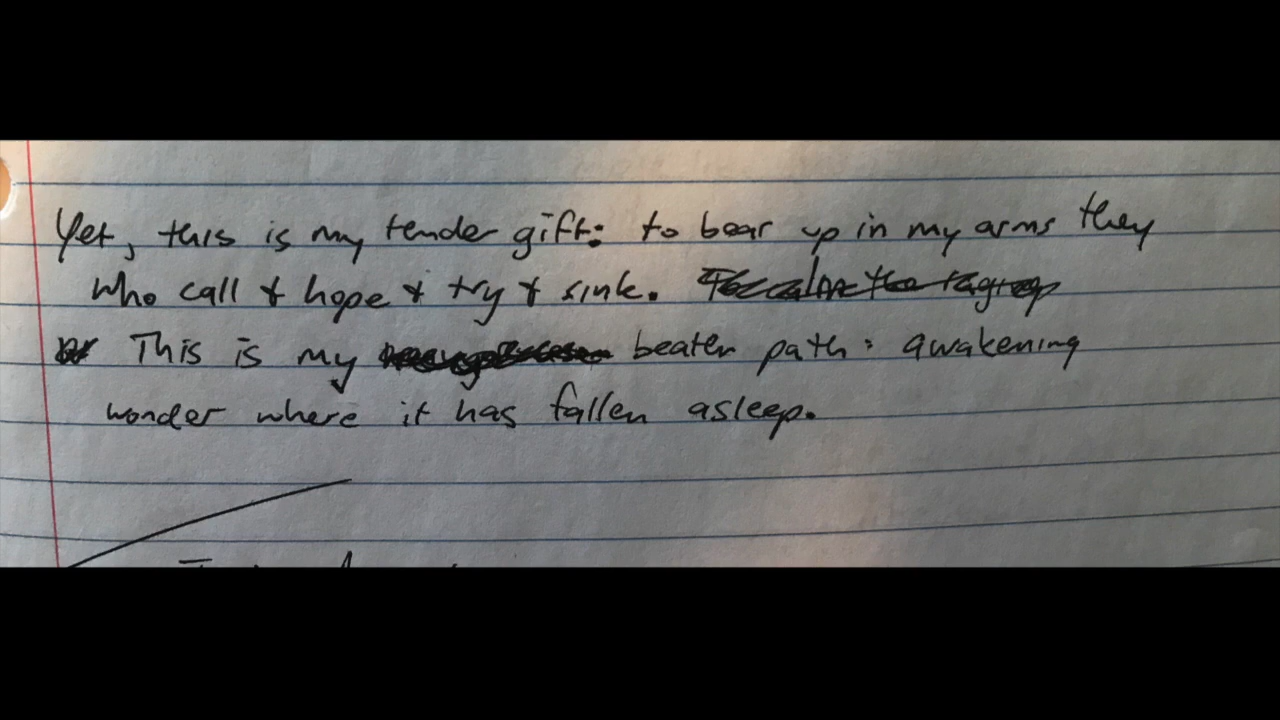 Yet, this is my tender gift: to bear up in my arms they
who call & hope & try & sink.
This is my beaten path: awakening
wonder where it has fallen asleep.